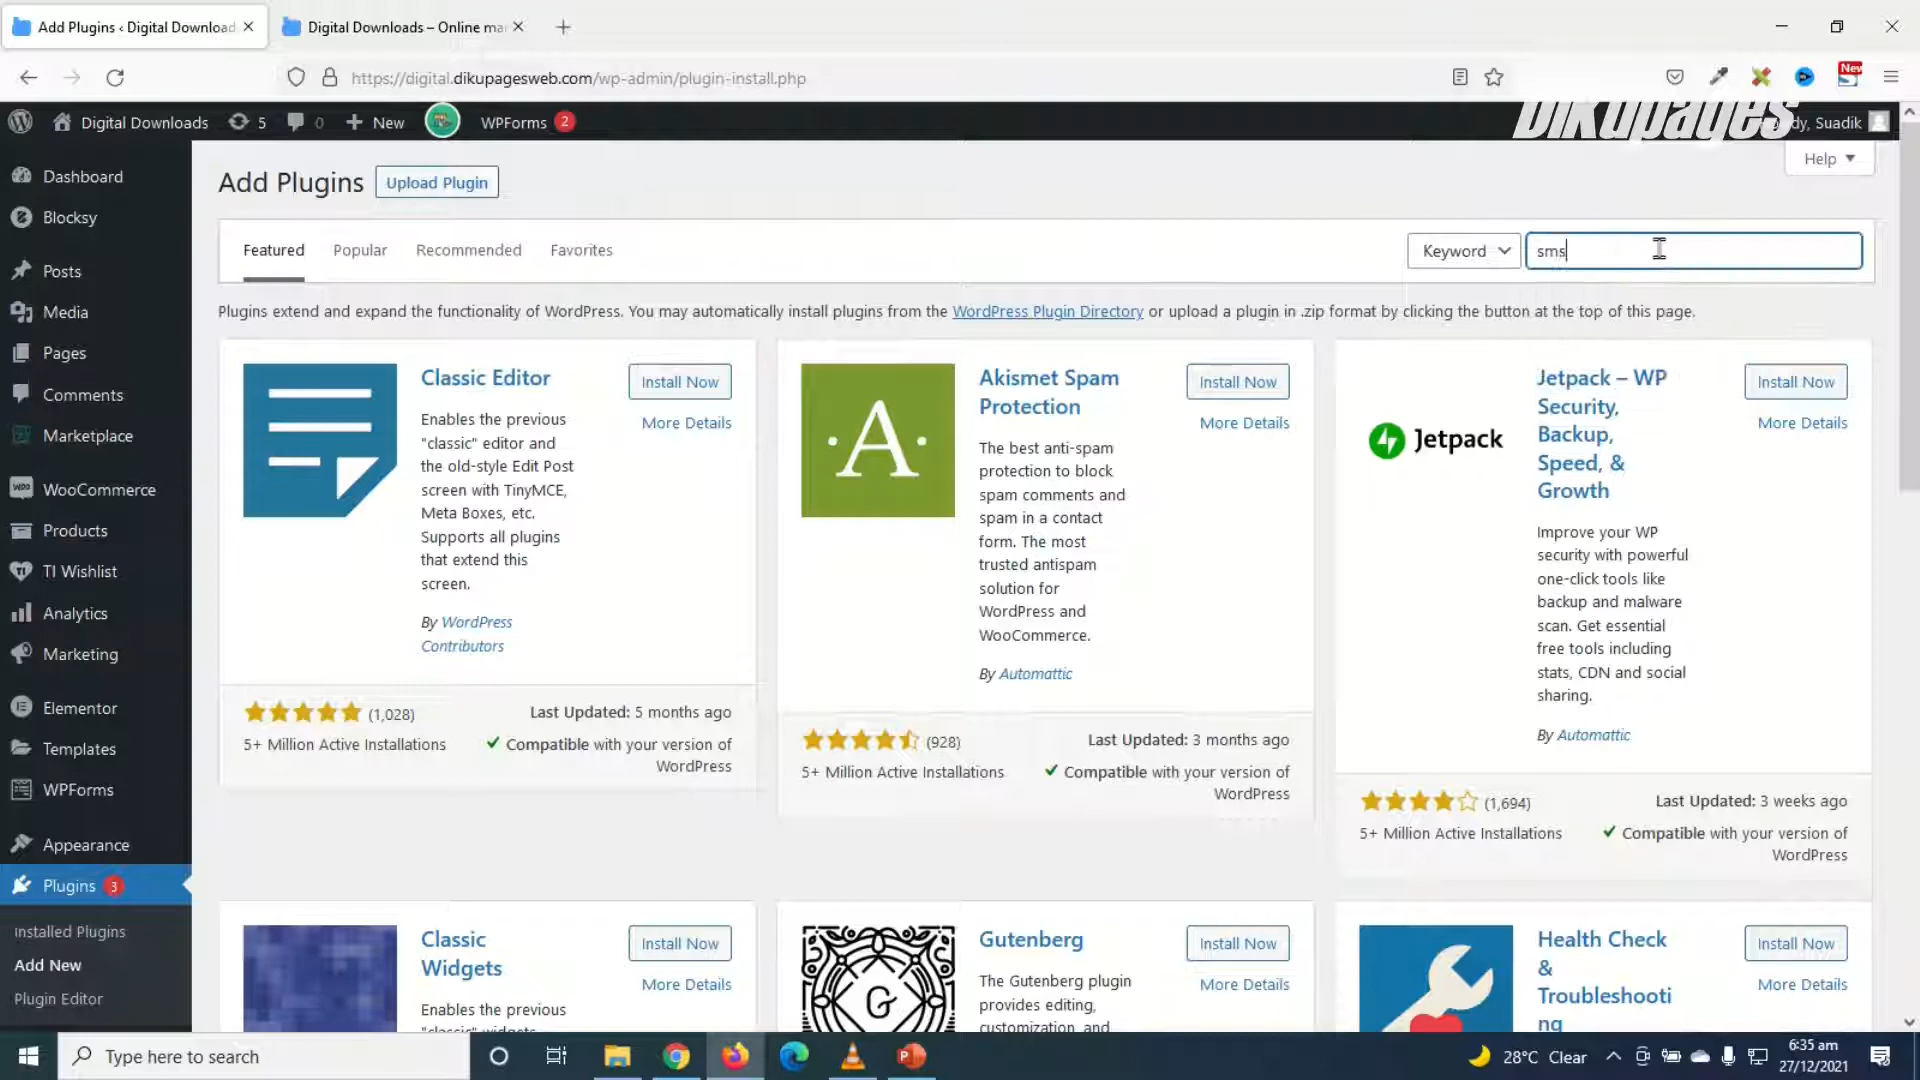 Add Plugins ‹ Digital Download
Digital Downloads – Online ma
https://digital.dikupagesweb.com/wp-admin/plugin-install.php
New
Digital Downloads
5
0
New
WPForms
2
Dikupages
dy, Suadik
Help
Dashboard
Blocksy
Posts
Media
Pages
Comments
Marketplace
WooCommerce
Products
TI Wishlist
Analytics
Marketing
Elementor
Templates
WPForms
Appearance
Plugins 3
Installed Plugins
Add New
Plugin Editor
Add Plugins
Upload Plugin
Featured
Popular
Recommended
Favorites
Keyword
sms
Plugins extend and expand the functionality of WordPress. You may automatically install plugins from the WordPress Plugin Directory or upload a plugin in .zip format by clicking the button at the top of this page.
Classic Editor
Install Now
More Details
Enables the previous
"classic" editor and
the old-style Edit Post
screen with TinyMCE,
Meta Boxes, etc.
Supports all plugins
that extend this
screen.
By WordPress
Contributors
(1,028)
Last Updated: 5 months ago
5+ Million Active Installations
Compatible with your version of
WordPress
A
Akismet Spam
Protection
Install Now
More Details
The best anti-spam
protection to block
spam comments and
spam in a contact
form. The most
trusted antispam
solution for
WordPress and
WooCommerce.
By Automattic
(928)
Last Updated: 3 months ago
5+ Million Active Installations
Compatible with your version of
WordPress
Jetpack
Jetpack – WP
Security,
Backup,
Speed, &
Growth
Install Now
More Details
Improve your WP
security with powerful
one-click tools like
backup and malware
scan. Get essential
free tools including
stats, CDN and social
sharing.
By Automattic
(1,694)
Last Updated: 3 weeks ago
5+ Million Active Installations
Compatible with your version of
WordPress
Classic
Widgets
Install Now
More Details
Enables the previous
"classic" widgets
G
Gutenberg
Install Now
More Details
The Gutenberg plugin
provides editing,
customization, and
Health Check
&
Troubleshooti
ng
Install Now
More Details
Type here to search
28°C Clear
6:35 am
27/12/2021